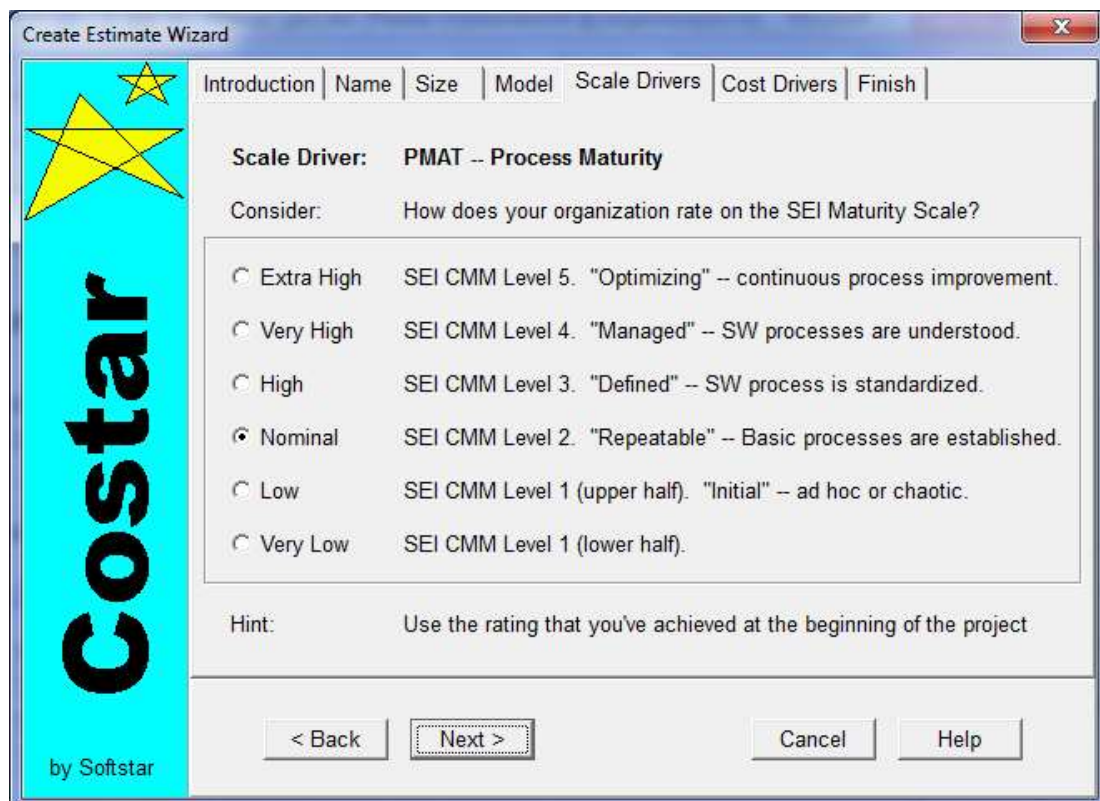 Create Estimate Wizard
Introduction Name Size Model Scale Drivers Cost Drivers Finish
Scale Driver: PMAT -- Process Maturity
Consider: How does your organization rate on the SEI Maturity Scale?
Extra High SEI CMM Level 5. "Optimizing" -- continuous process improvement.
Very High SEI CMM Level 4. "Managed" -- SW processes are understood.
High SEI CMM Level 3. "Defined" -- SW process is standardized.
Nominal SEI CMM Level 2. "Repeatable" -- Basic processes are established.
Low SEI CMM Level 1 (upper half). "Initial" -- ad hoc or chaotic.
Very Low SEI CMM Level 1 (lower half).
Hint: Use the rating that you've achieved at the beginning of the project
< Back Next > Cancel Help
Costar
by Softstar